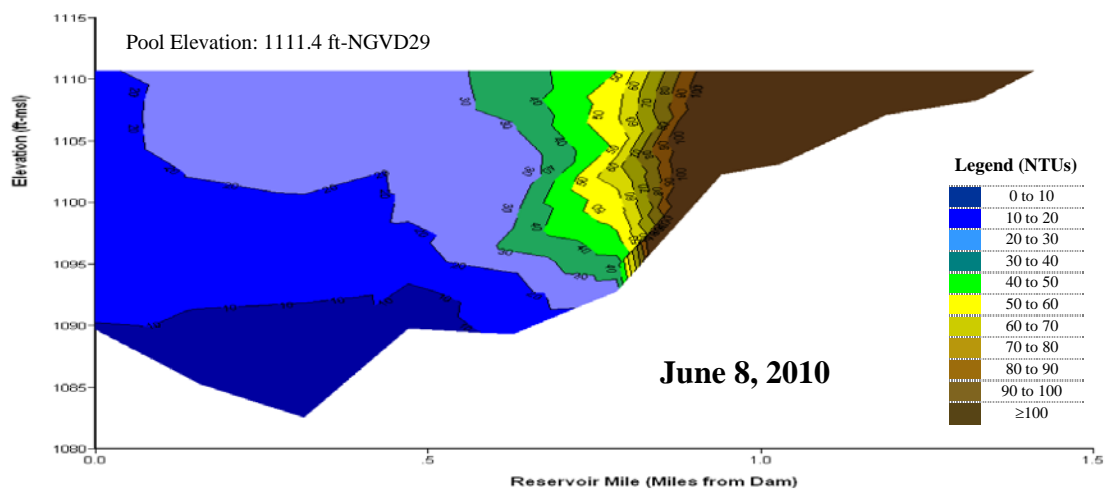 Pool Elevation: 1111.4 ft-NGVD29
1115
1110
1105
1100
1095
1090
1085
1080
Elevation (ft-msl)
0.0
.5
1.0
1.5
Reservoir Mile (Miles from Dam)
June 8, 2010
Legend (NTUs)
0 to 10
10 to 20
20 to 30
30 to 40
40 to 50
50 to 60
60 to 70
70 to 80
80 to 90
90 to 100
≥100